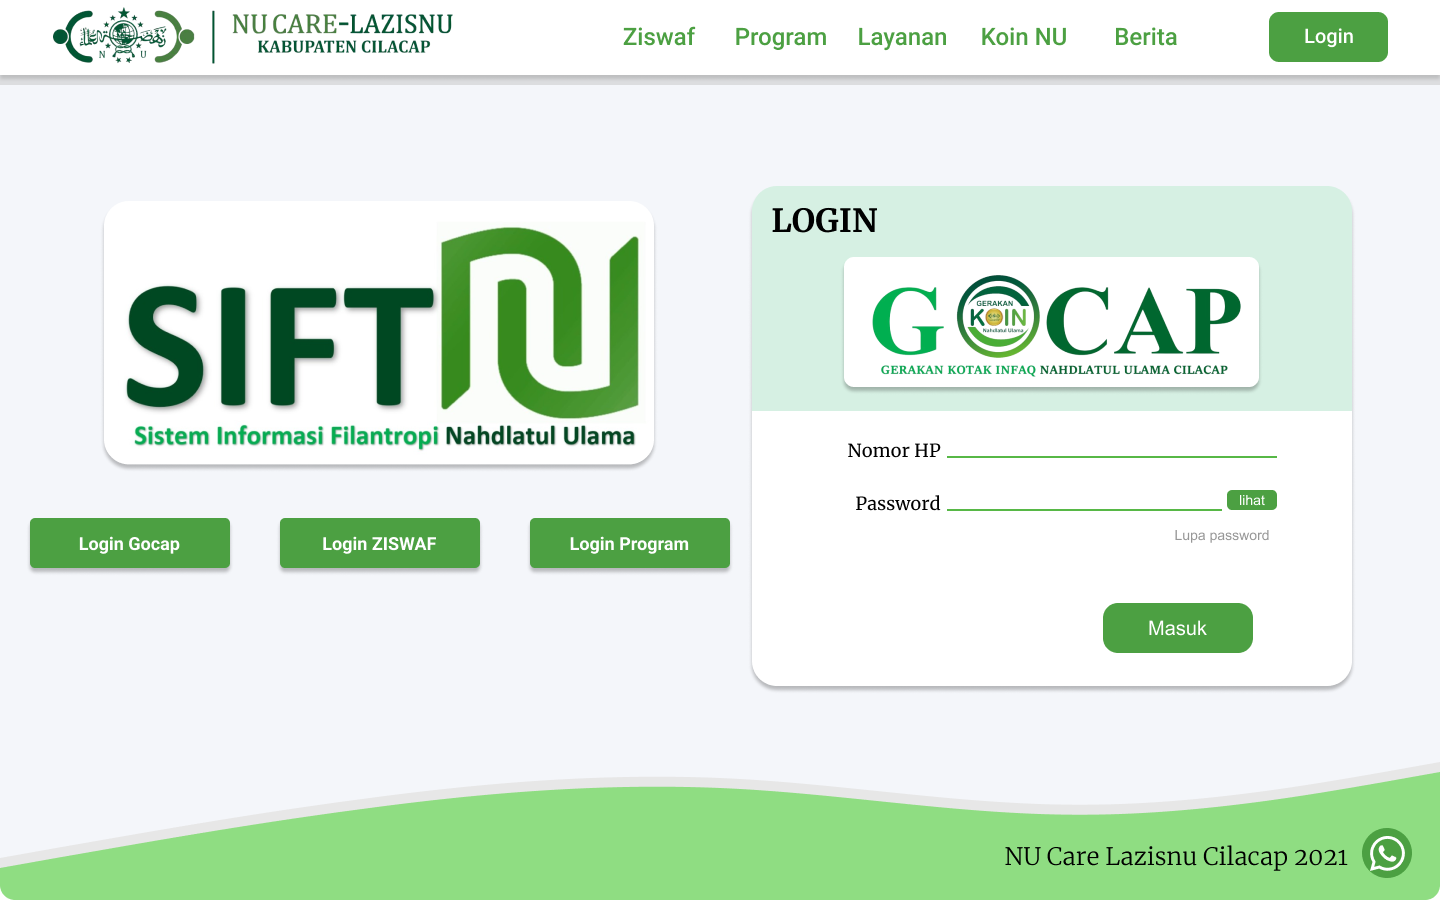 N U
NU CARE-LAZISNU
KABUPATEN CILACAP
Ziswaf
Program
Layanan
Koin NU
Berita
Login
SIFTNU
Sistem Informasi Filantropi Nahdlatul Ulama
Login Gocap
Login ZISWAF
Login Program
LOGIN
GOCAP
GERAKAN
KOIN
Nahdlatul Ulama
GERAKAN KOTAK INFAQ NAHDLATUL ULAMA CILACAP
Nomor HP
Password
lihat
Lupa password
Masuk
NU Care Lazisnu Cilacap 2021